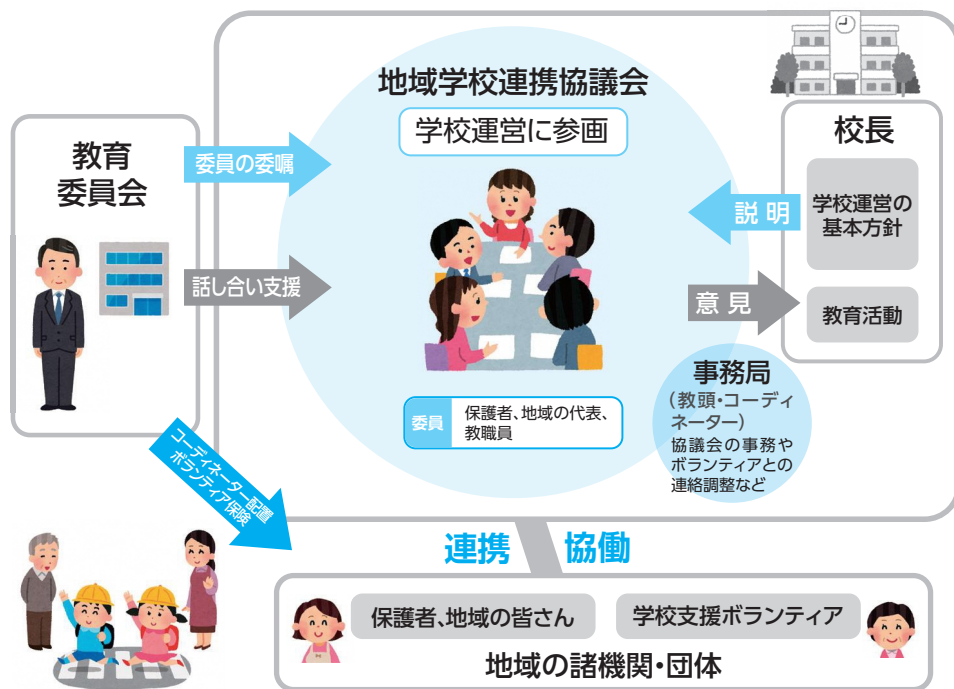 地域学校連携協議会
学校運営に参画
教育
委員会
委員の委嘱
話し合い支援
校長
説明
学校運営の
基本方針
意見
教育活動
委員
保護者、地域の代表、
教職員
事務局
(教頭・コーディ
ネーター)
協議会の事務や
ボランティアとの
連絡調整など
コーディネーター配置
ボランティア保険
連携
協働
保護者、地域の皆さん
学校支援ボランティア
地域の諸機関・団体